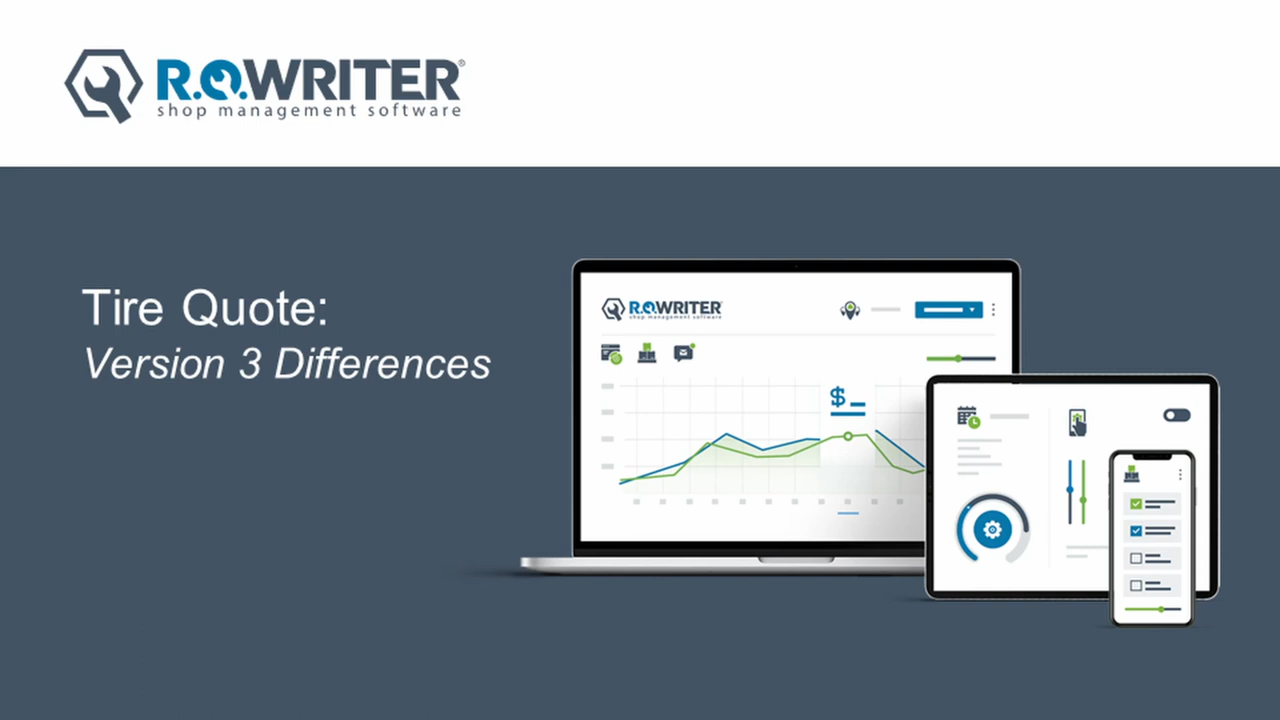 R.O.WRITER®
shop management software
Tire Quote:
Version 3 Differences
R.O.WRITER
shop management software
$